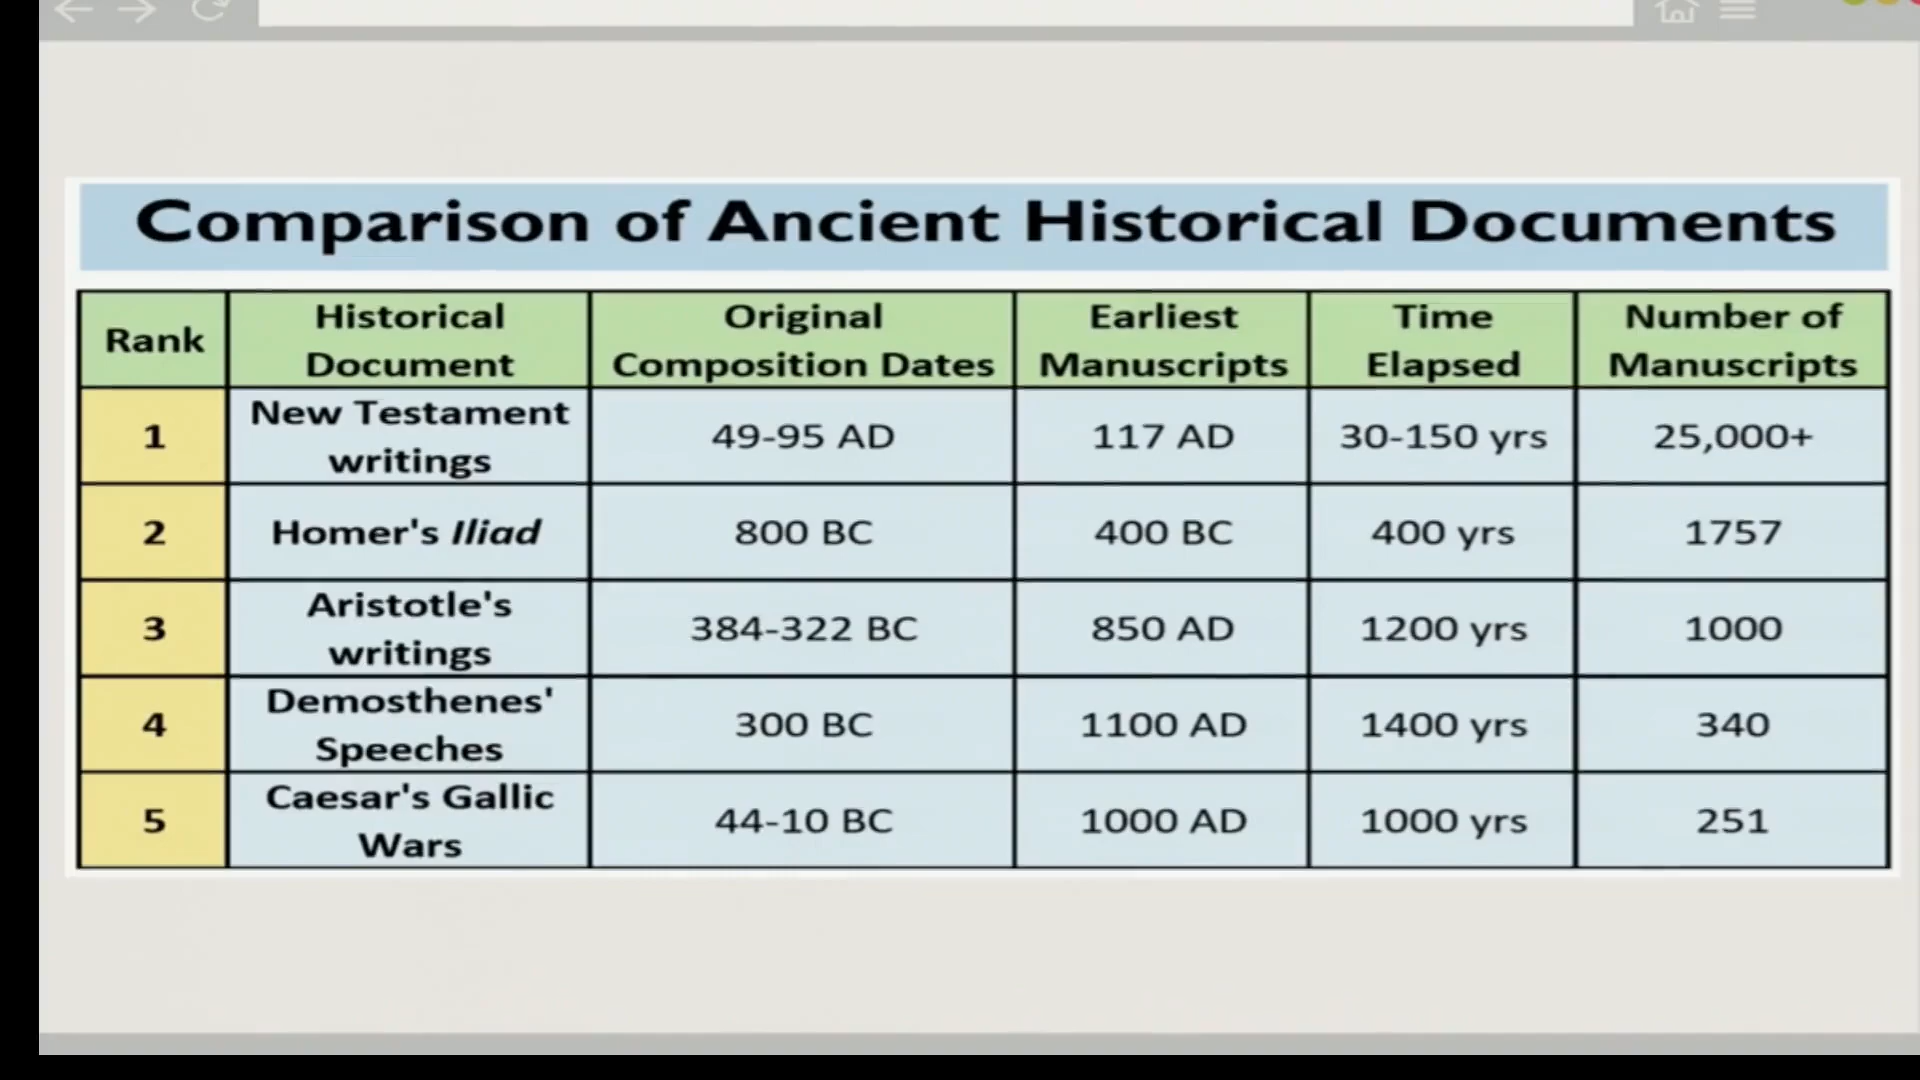 Comparison of Ancient Historical Documents
Rank
Historical
Document
Original
Composition Dates
Earliest
Manuscripts
Time
Elapsed
Number of
Manuscripts
1
New Testament
writings
49-95 AD
117 AD
30-150 yrs
25,000+
2
Homer's Iliad
800 BC
400 BC
400 yrs
1757
3
Aristotle's
writings
384-322 BC
850 AD
1200 yrs
1000
4
Demosthenes'
Speeches
300 BC
1100 AD
1400 yrs
340
5
Caesar's Gallic
Wars
44-10 BC
1000 AD
1000 yrs
251